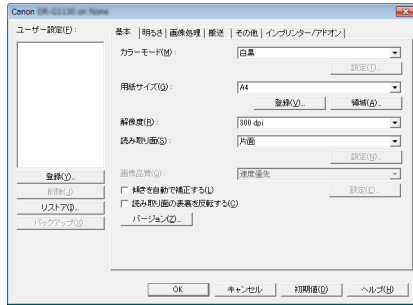 Canon DR-G1130 on None
ユーザー設定(F):
登録(Y)...
削除(J)
リストア(Q)...
バックアップ(X)...
基本 明るさ 画像処理 搬送 その他 インプリンター/アドオン
カラーモード(M): 白黒
設定(T)...
用紙サイズ(G): A4
登録(V)... 領域(A)...
解像度(R): 300 dpi
読み取り面(S): 片面
設定(N)...
画像品質(O): 速度優先
傾きを自動で補正する(L) 設定(E)...
読み取り面の表裏を反転する(C)
バージョン(Z)...
OK キャンセル 初期値(D) ヘルプ(H)